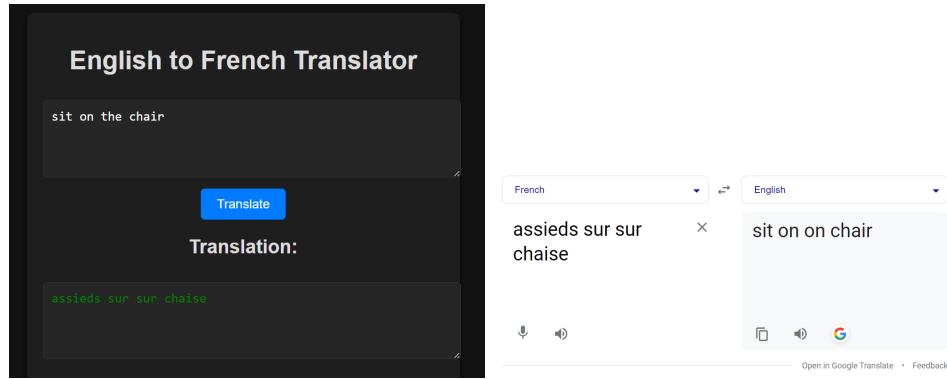 English to French Translator
sit on the chair
Translate
Translation:
assieds sur sur chaise
French
English
assieds sur sur
chaise
sit on on chair
Open in Google Translate • Feedback